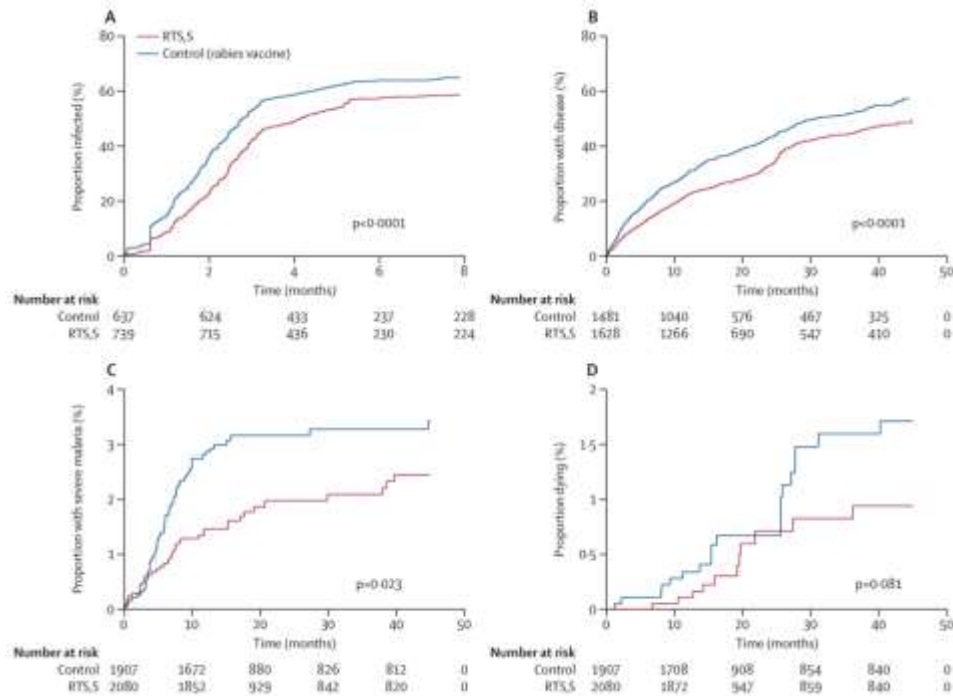 A
80
60
40
20
0
Proportion infected (%)
RTS,S
Control (rabies vaccine)
p<0·0001
0 2 4 6 8
Time (months)
Number at risk
Control 637 624 433 237 228
RTS,S 739 715 436 230 224
B
80
60
40
20
0
Proportion with disease (%)
p<0·0001
0 10 20 30 40 50
Time (months)
Number at risk
Control 1481 1040 576 467 325 0
RTS,S 1628 1266 690 547 410 0
C
4
3
2
1
0
Proportion with severe malaria (%)
p=0·023
0 10 20 30 40 50
Time (months)
Number at risk
Control 1907 1672 880 826 812 0
RTS,S 2080 1852 929 842 820 0
D
2
1·5
1
0·5
0
Proportion dying (%)
p=0·081
0 10 20 30 40 50
Time (months)
Number at risk
Control 1907 1708 908 854 840 0
RTS,S 2080 1872 947 859 840 0